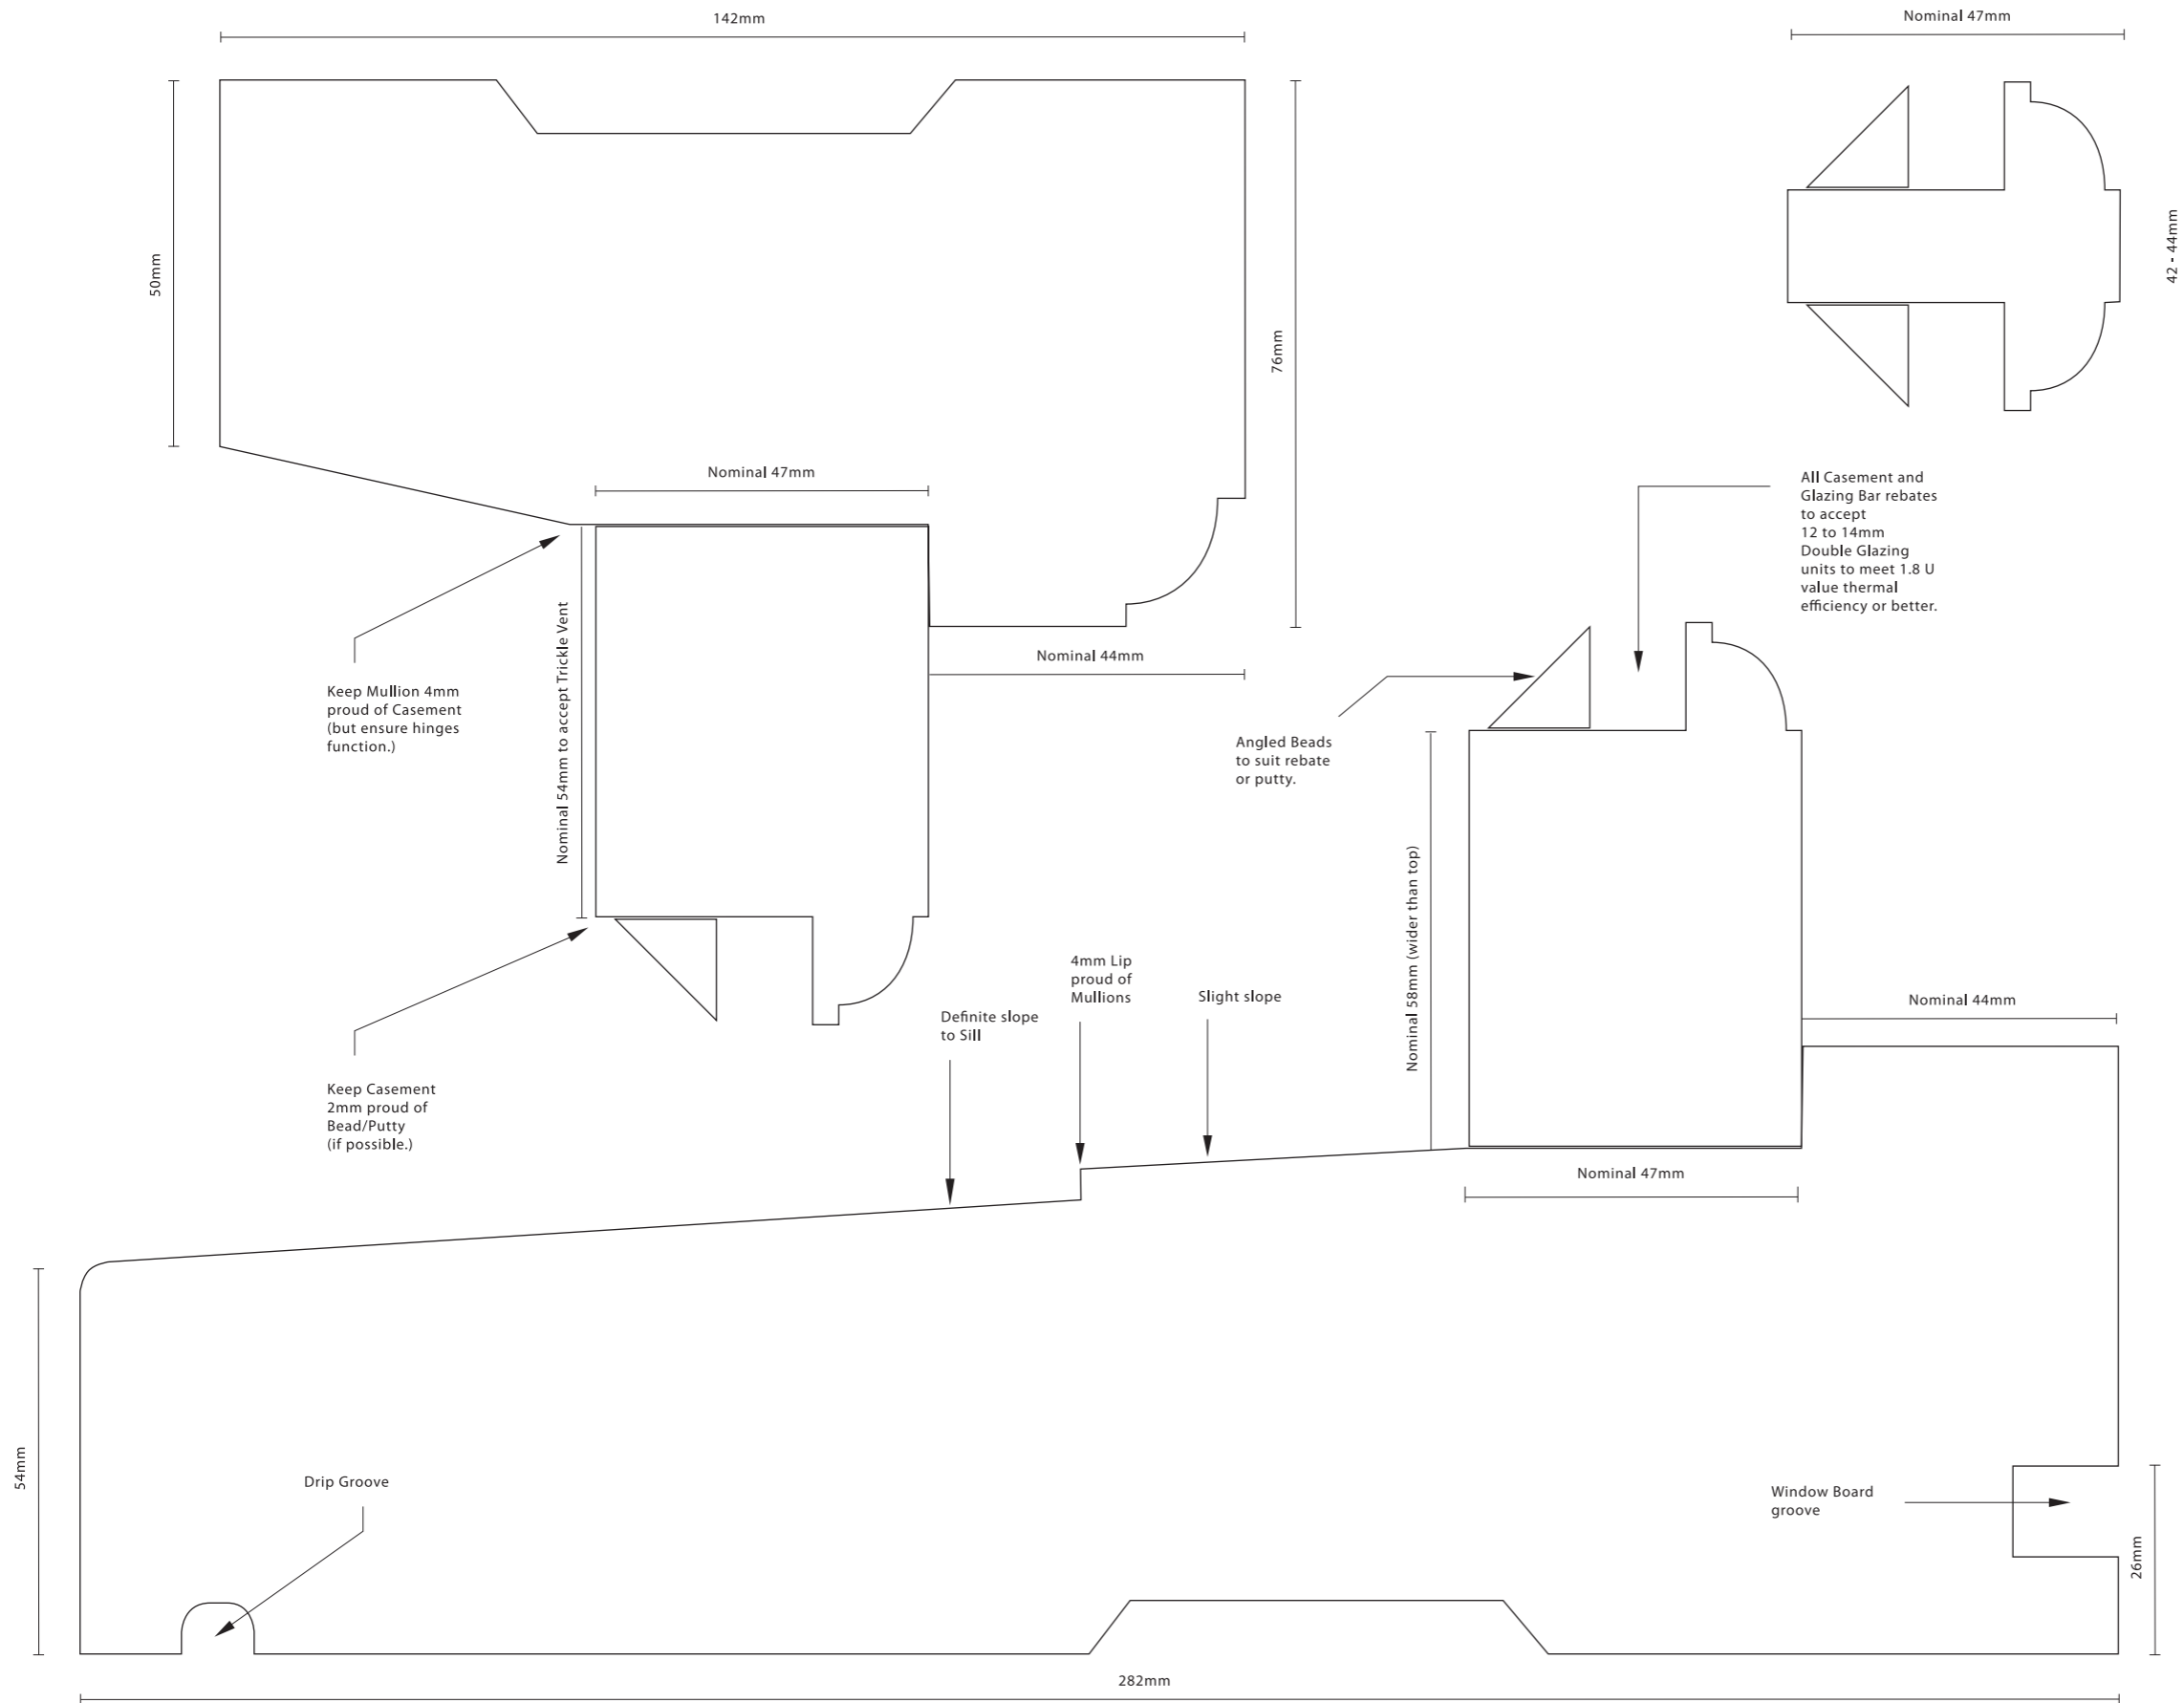 142mm
Nominal 47mm
50mm
76mm
42 - 44mm
Nominal 47mm
All Casement and
Glazing Bar rebates
to accept
12 to 14mm
Double Glazing
units to meet 1.8 U
value thermal
efficiency or better.
Nominal 54mm to accept Trickle Vent
Nominal 44mm
Keep Mullion 4mm
proud of Casement
(but ensure hinges
function.)
Angled Beads
to suit rebate
or putty.
Nominal 58mm (wider than top)
4mm Lip
proud of
Mullions
Slight slope
Definite slope
to Sill
Nominal 44mm
Keep Casement
2mm proud of
Bead/Putty
(if possible.)
Nominal 47mm
54mm
Drip Groove
Window Board
groove
26mm
282mm